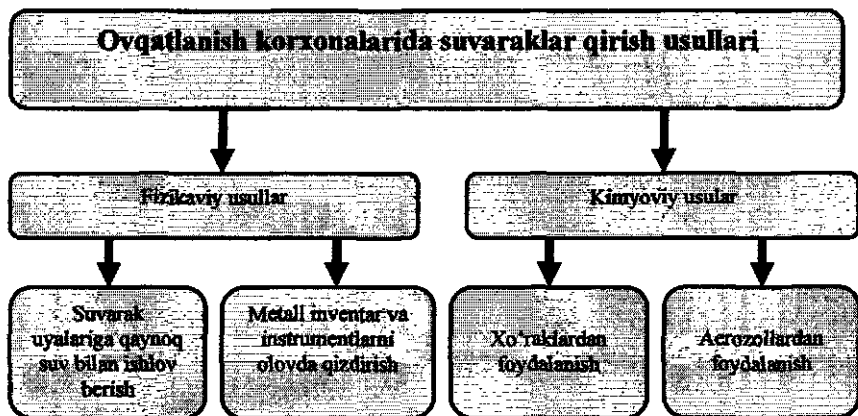 Ovqatlanish korxonalarida suvaraklar qirish usullari
Fizikaviy usullar
Kimyoviy usular
Suvarak
uyalariga qaynoq
suv bilan ishlov
berish
Metall inventar va
instrumentlarni
olovda qizdirish
Xo'raklardan
foydalanish
Aerozollardan
foydalanish